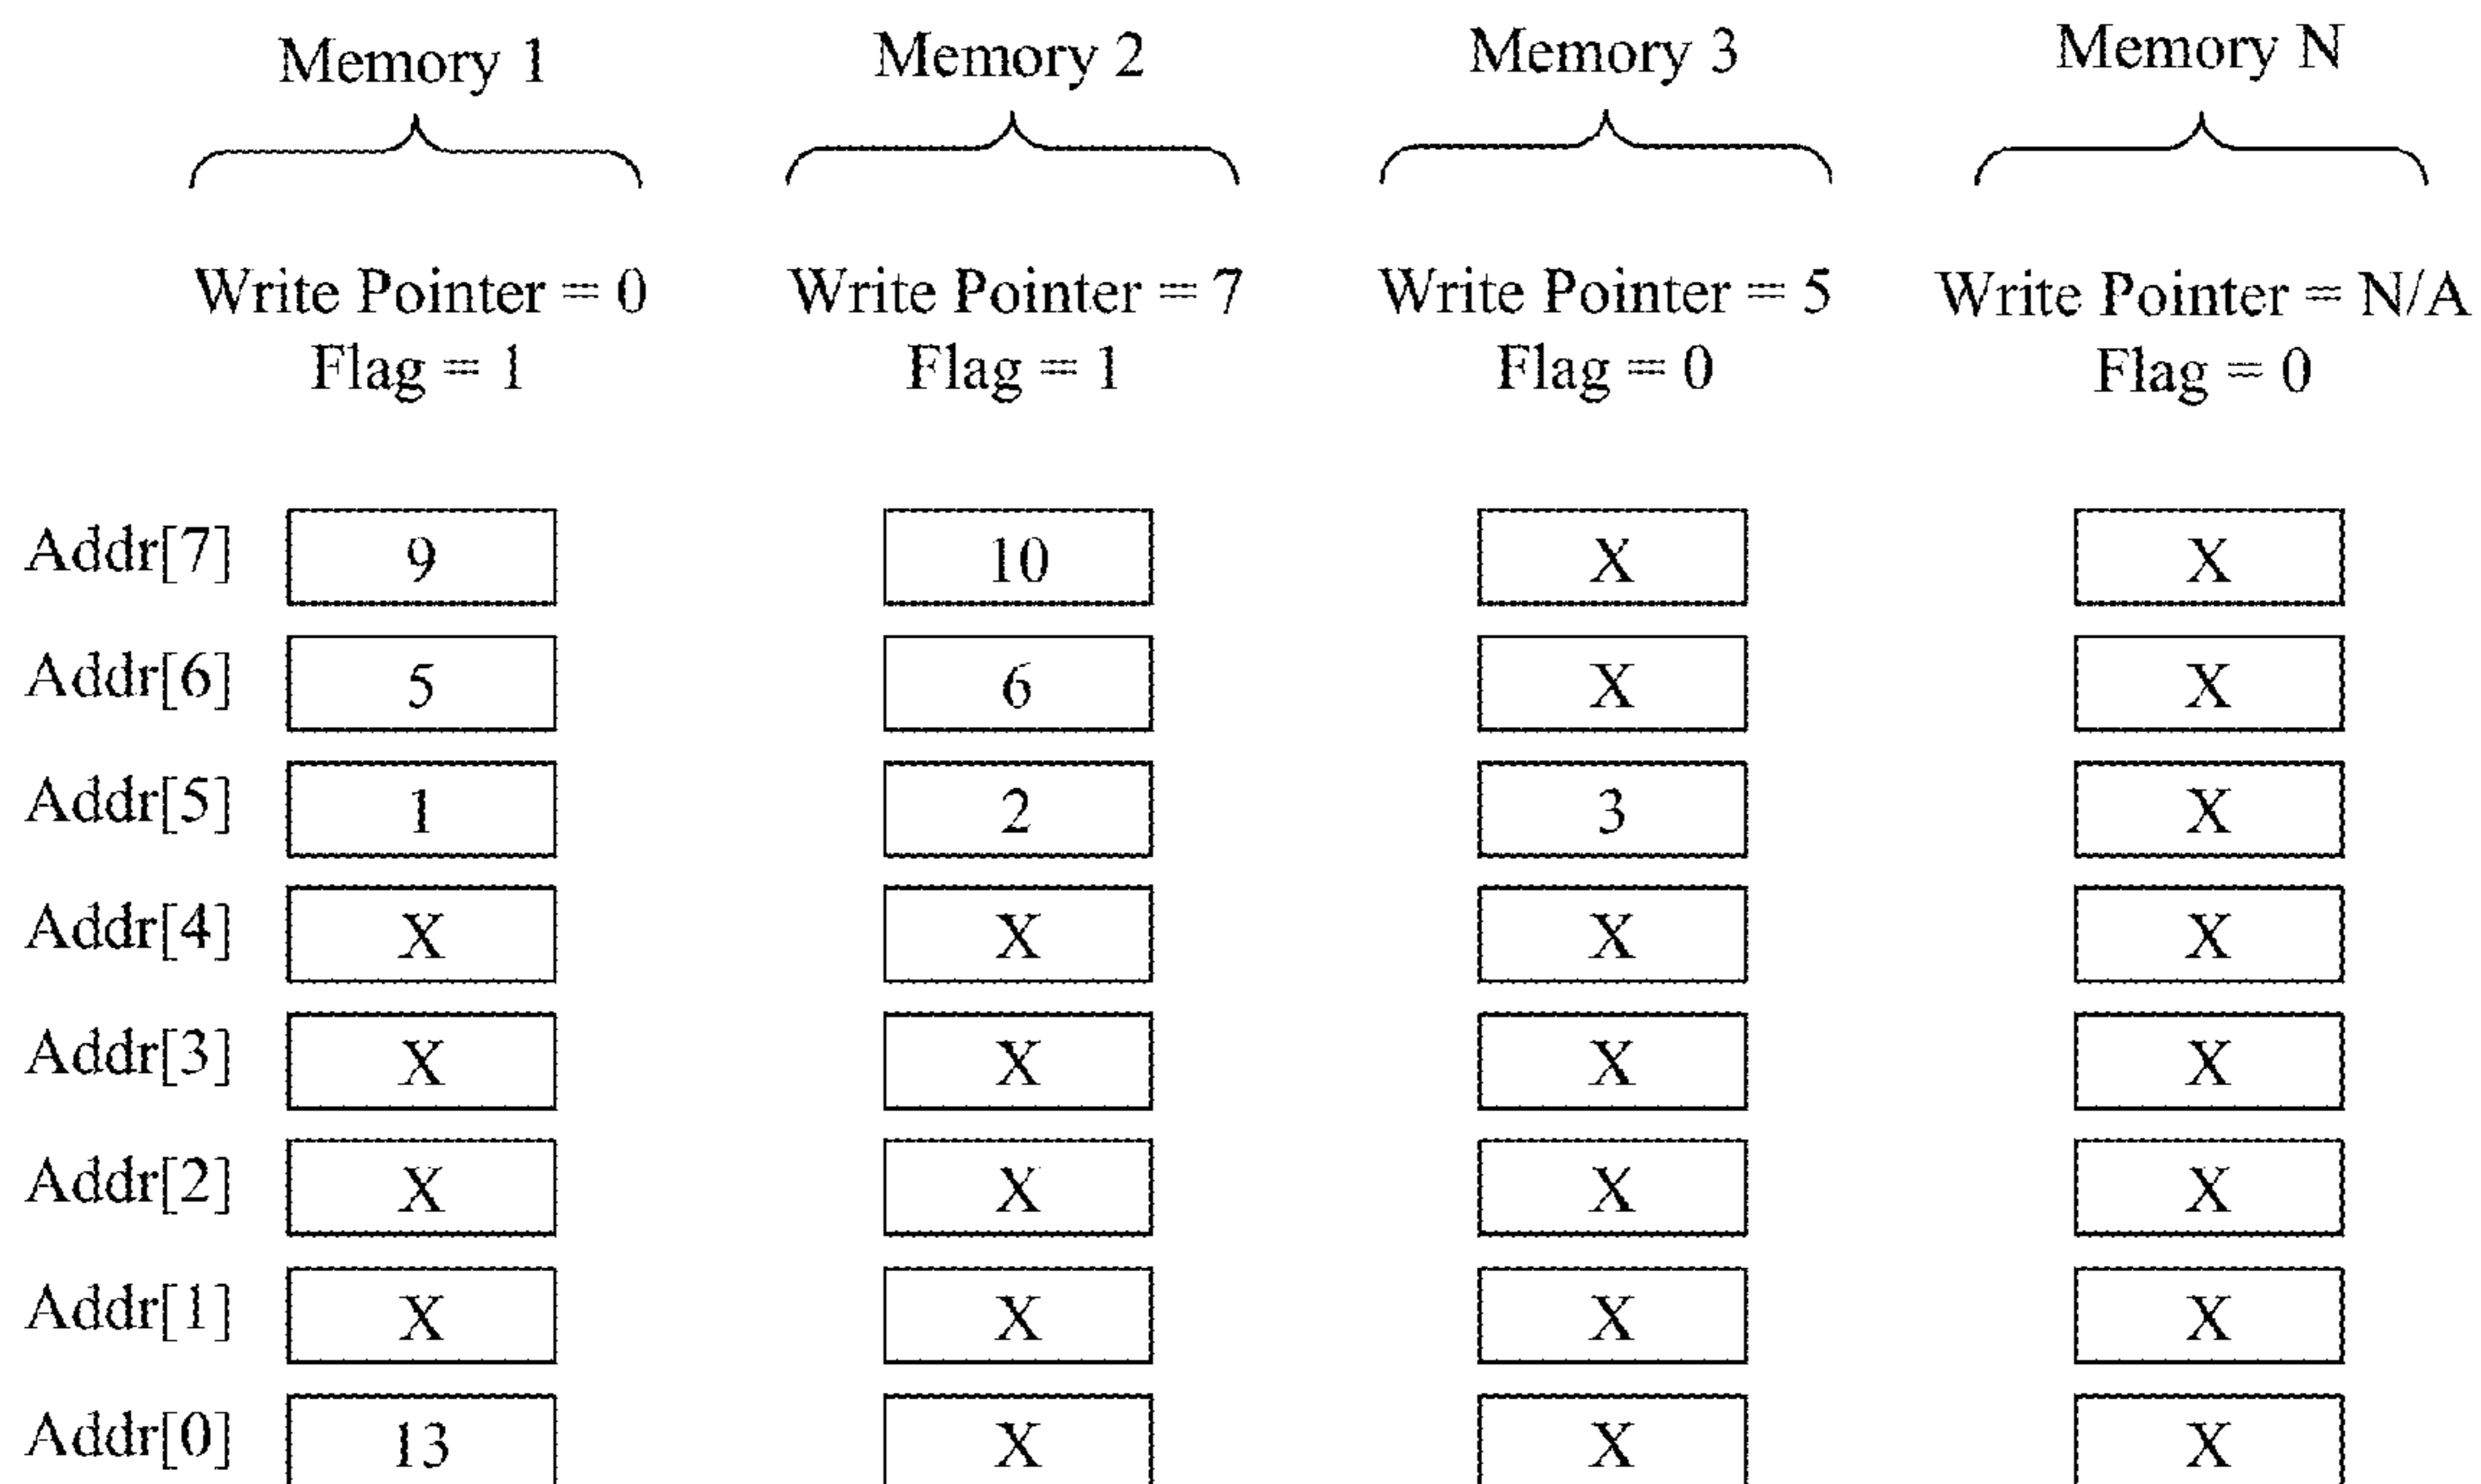 Memory 1 Memory 2 Memory 3 Memory N
Write Pointer = 0 Write Pointer = 7 Write Pointer = 5 Write Pointer = N/A
Flag = 1 Flag = 1 Flag = 0 Flag = 0
Addr[7] 9 10 X X
Addr[6] 5 6 X X
Addr[5] 1 2 3 X
Addr[4] X X X X
Addr[3] X X X X
Addr[2] X X X X
Addr[1] X X X X
Addr[0] 13 X X X